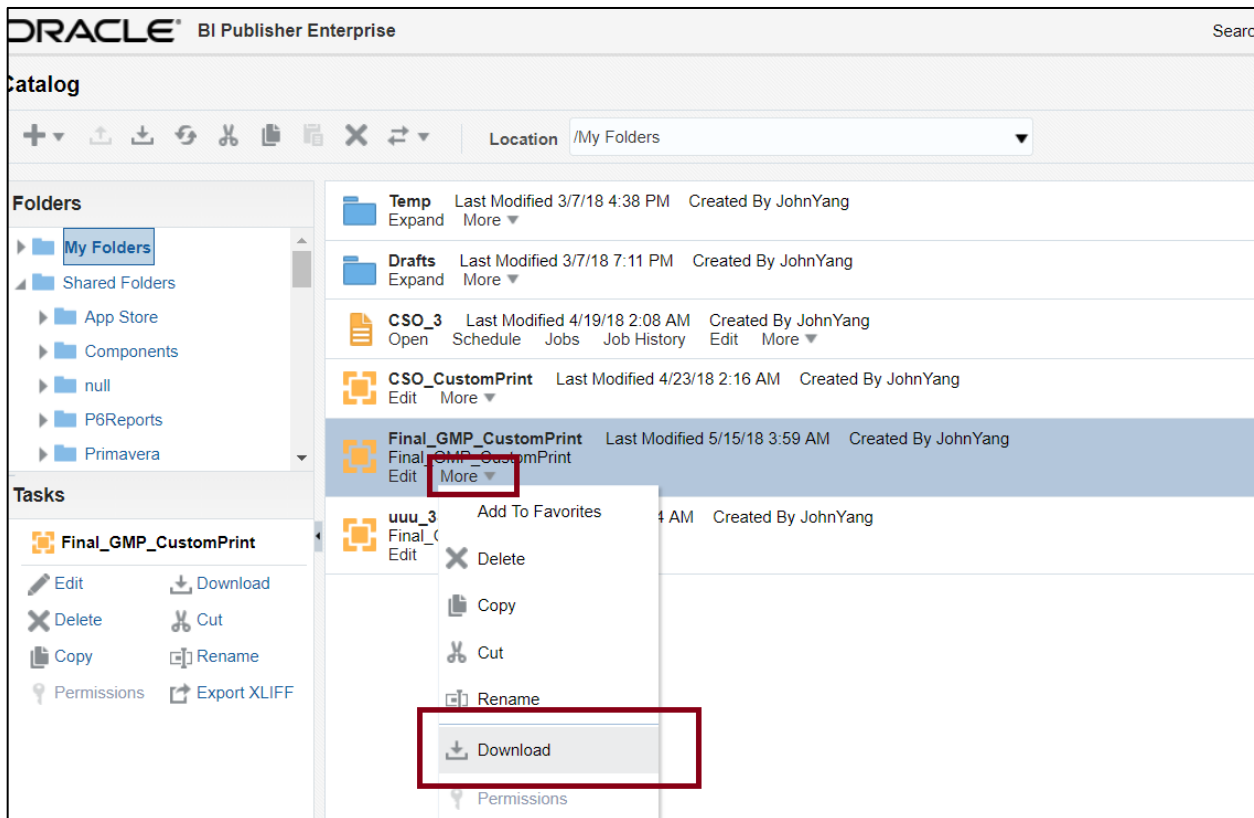 ORACLE BI Publisher Enterprise Searc
Catalog
Location /My Folders
Folders
My Folders
Shared Folders
App Store
Components
null
P6Reports
Primavera
Tasks
Final_GMP_CustomPrint
Edit Download
Delete Cut
Copy Rename
Permissions Export XLIFF
Temp Last Modified 3/7/18 4:38 PM Created By JohnYang
Expand More
Drafts Last Modified 3/7/18 7:11 PM Created By JohnYang
Expand More
CSO_3 Last Modified 4/19/18 2:08 AM Created By JohnYang
Open Schedule Jobs Job History Edit More
CSO_CustomPrint Last Modified 4/23/18 2:16 AM Created By JohnYang
Edit More
Final_GMP_CustomPrint Last Modified 5/15/18 3:59 AM Created By JohnYang
Final_GMP_CustomPrint
Edit More
uuu_3 4 AM Created By JohnYang
Final_
Edit
Add To Favorites
Delete
Copy
Cut
Rename
Download
Permissions